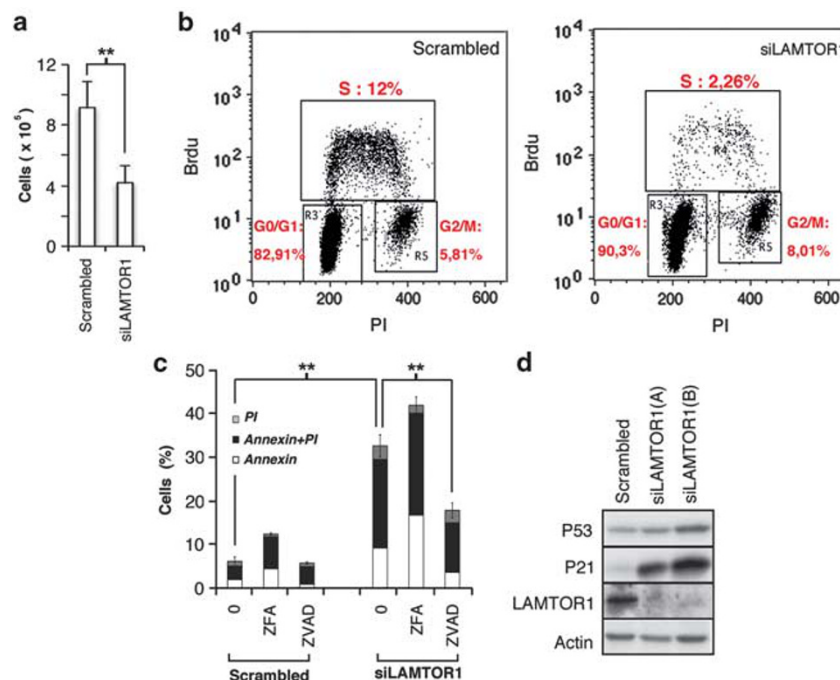 a
**
Cells ( x 10⁵)
12
8
4
0
Scrambled
siLAMTOR1
b
Scrambled
S : 12%
Brdu
10⁴
10³
10²
10¹
10⁰
R3
G0/G1:
82,91%
G2/M:
5,81%
R5
0 200 400 600
PI
siLAMTOR1
S : 2,26%
Brdu
10⁴
10³
10²
10¹
10⁰
R4
R3
G0/G1:
90,3%
G2/M:
8,01%
R5
0 200 400 600
PI
c
** **
Cells (%)
50
40
30
20
10
0
PI
Annexin+PI
Annexin
0 ZFA ZVAD 0 ZFA ZVAD
Scrambled siLAMTOR1
d
Scrambled
siLAMTOR1(A)
siLAMTOR1(B)
P53
P21
LAMTOR1
Actin